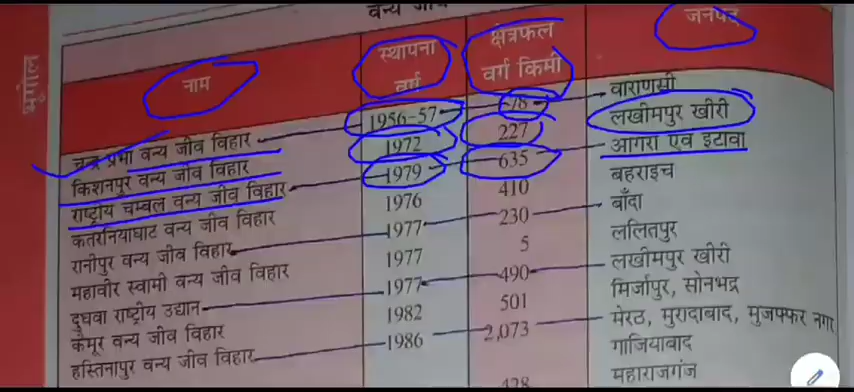 वन्य जीव
भूगोल
नाम स्थापना वर्ष क्षेत्रफल वर्ग किमी जनपद
चन्द्र प्रभा वन्य जीव विहार 1956-57 78 वाराणसी
किशनपुर वन्य जीव विहार 1972 227 लखीमपुर खीरी
राष्ट्रीय चम्बल वन्य जीव विहार 1979 635 आगरा एवं इटावा
कतरनियाघाट वन्य जीव विहार 1976 410 बहराइच
रानीपुर वन्य जीव विहार 1977 230 बाँदा
महावीर स्वामी वन्य जीव विहार 1977 5 ललितपुर
दुधवा राष्ट्रीय उद्यान 1977 490 लखीमपुर खीरी
कैमूर वन्य जीव विहार 1982 501 मिर्जापुर, सोनभद्र
हस्तिनापुर वन्य जीव विहार 1986 2,073 मेरठ, मुरादाबाद, मुजफ्फर नगर
गाजियाबाद
428 महाराजगंज